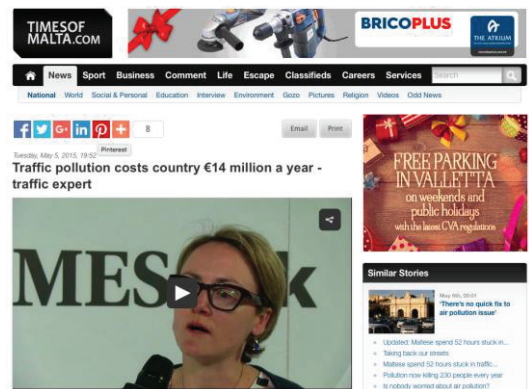 TIMESOF
MALTA.COM
BRICOPLUS
THE ATRIUM
News Sport Business Comment Life Escape Classifieds Careers Services Search
National World Social & Personal Education Interview Environment Gozo Pictures Religion Videos Odd News
8
Email Print
Pinterest
Tuesday, May 5, 2015, 19:52
Traffic pollution costs country €14 million a year -
traffic expert
MES k
FREE PARKING
IN VALLETTA
on weekends and
public holidays
with the latest CVA regulations
Similar Stories
May 6th, 20:01
'There's no quick fix to
air pollution issue'
Updated: Maltese spend 52 hours stuck in...
Taking back our streets
Maltese spend 52 hours stuck in traffic...
Pollution now killing 230 people every year
Is nobody worried about air pollution?